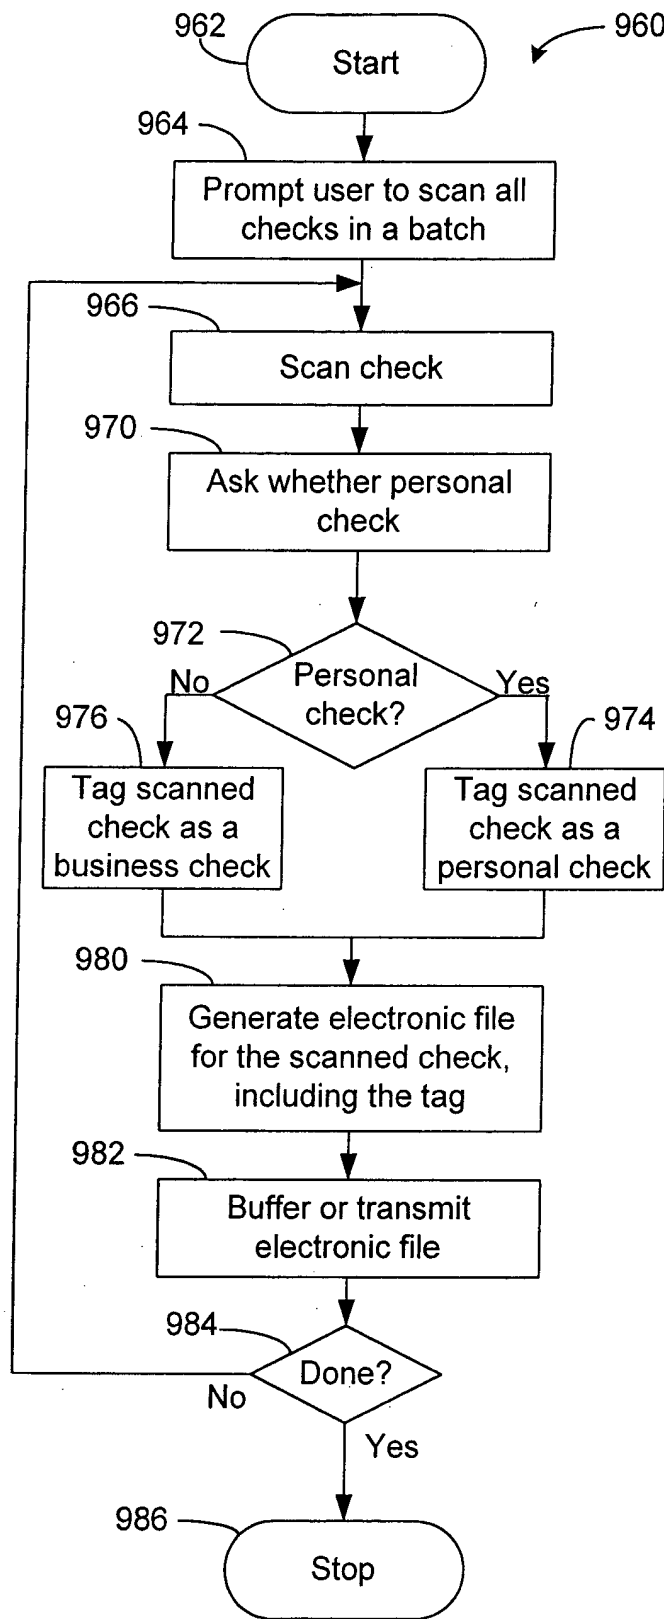 962
Start
960
964
Prompt user to scan all
checks in a batch
966
Scan check
970
Ask whether personal
check
972
Personal
check?
No
Yes
976
974
Tag scanned
check as a
business check
Tag scanned
check as a
personal check
980
Generate electronic file
for the scanned check,
including the tag
982
Buffer or transmit
electronic file
984
Done?
No
Yes
986
Stop